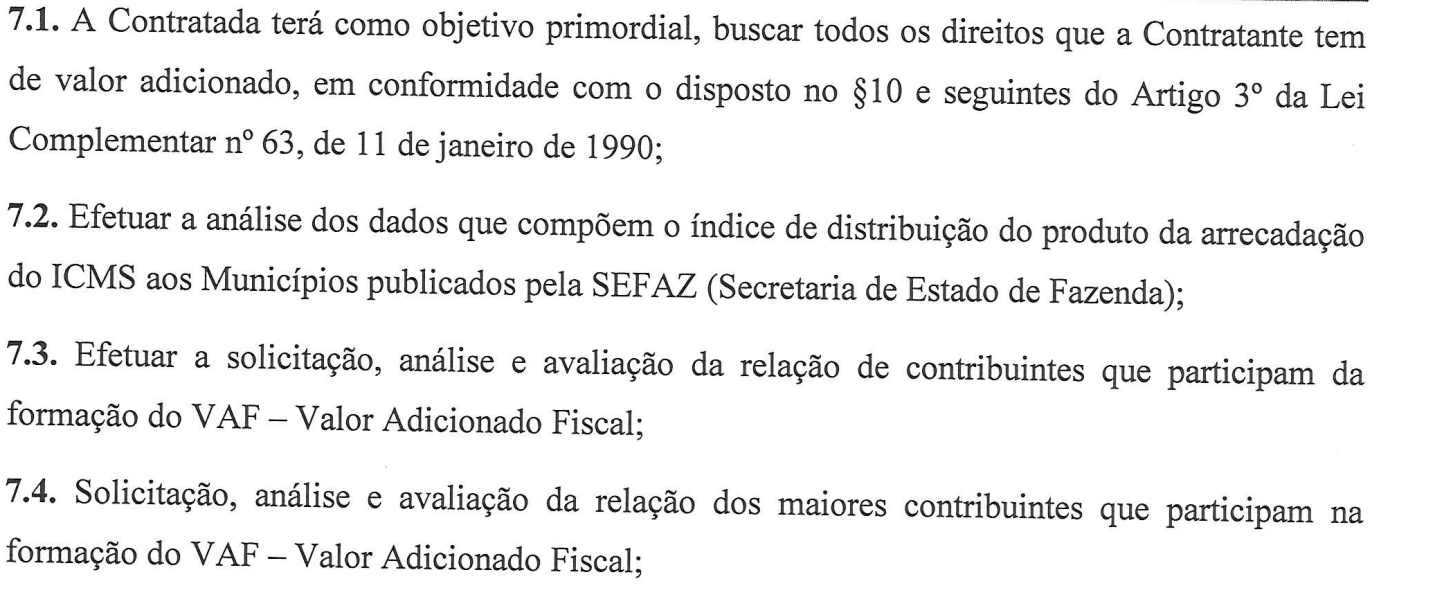 7.1. A Contratada terá como objetivo primordial, buscar todos os direitos que a Contratante tem
de valor adicionado, em conformidade com o disposto no §10 e seguintes do Artigo 3º da Lei
Complementar nº 63, de 11 de janeiro de 1990;
7.2. Efetuar a análise dos dados que compõem o índice de distribuição do produto da arrecadação
do ICMS aos Municípios publicados pela SEFAZ (Secretaria de Estado de Fazenda);
7.3. Efetuar a solicitação, análise e avaliação da relação de contribuintes que participam da
formação do VAF – Valor Adicionado Fiscal;
7.4. Solicitação, análise e avaliação da relação dos maiores contribuintes que participam na
formação do VAF – Valor Adicionado Fiscal;